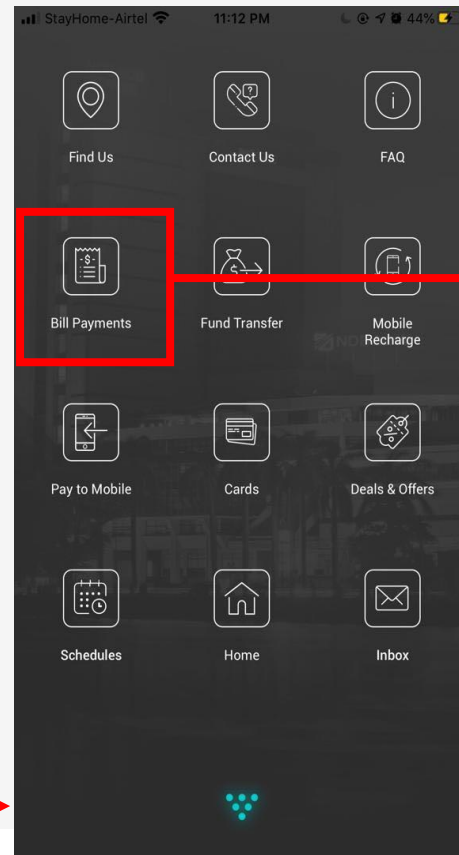 StayHome-Airtel 11:12 PM 44%
Find Us Contact Us FAQ
Bill Payments Fund Transfer Mobile
Recharge
Pay to Mobile Cards Deals & Offers
Schedules Home Inbox